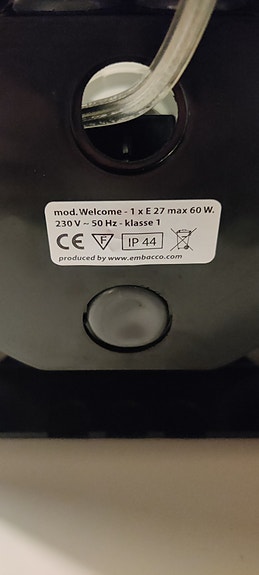 mod. Welcome - 1 x E 27 max 60 W.
230 V ~ 50 Hz - klasse 1
CE F IP 44
produced by www.embacco.com